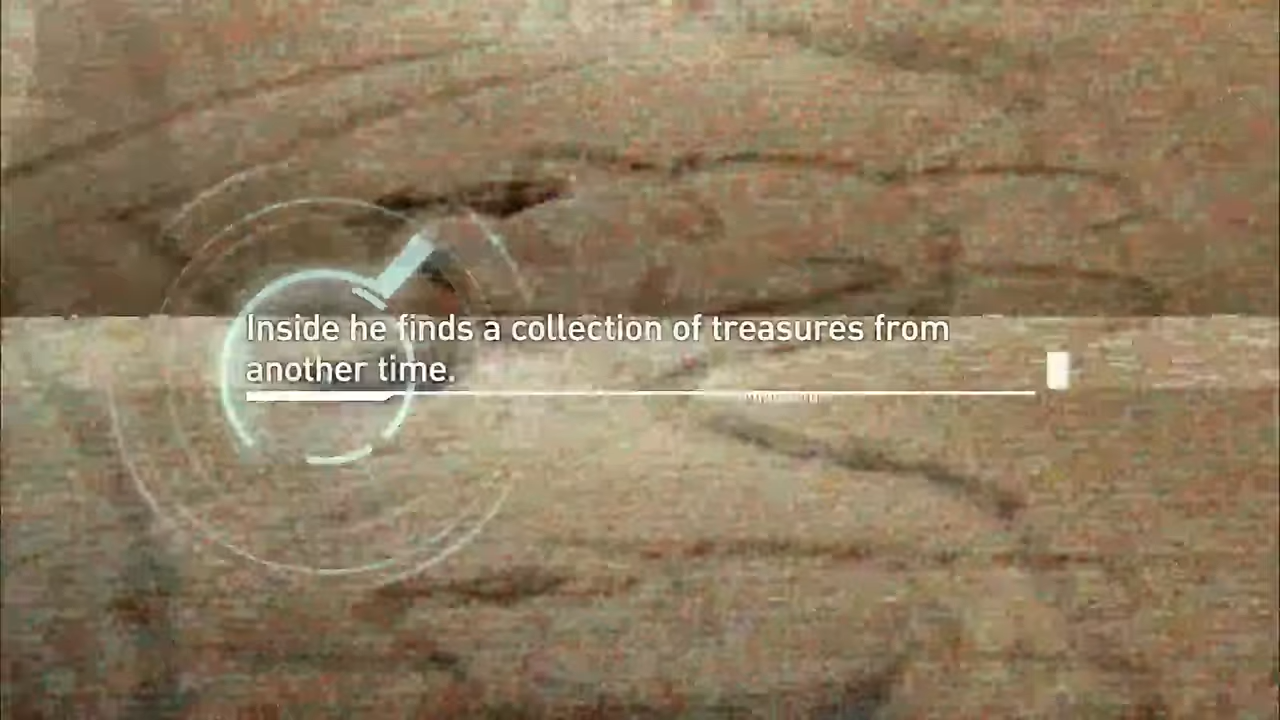 Inside he finds a collection of treasures from
another time.